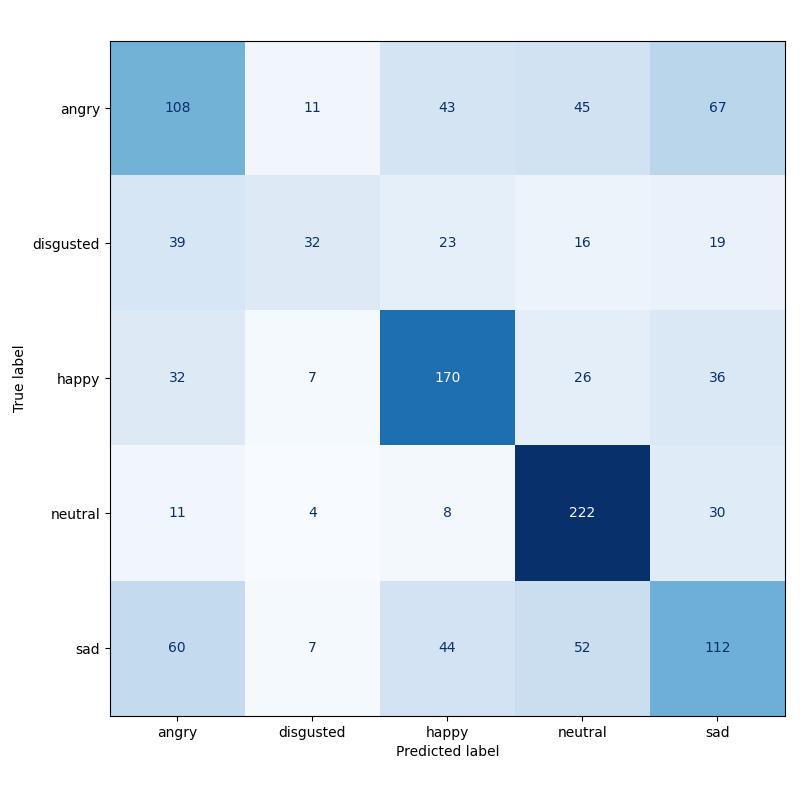 angry 108 11 43 45 67
disgusted 39 32 23 16 19
happy 32 7 170 26 36
neutral 11 4 8 222 30
sad 60 7 44 52 112
True label
angry disgusted happy neutral sad
Predicted label